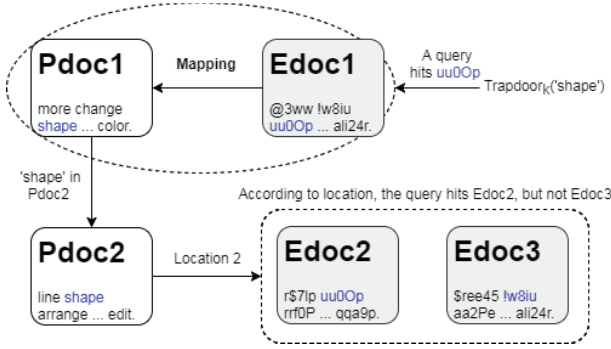 Pdoc1
more change
shape ... color.
Mapping
Edoc1
@3ww !w8iu
uu0Op ... ali24r.
A query
hits uu0Op
TrapdoorK('shape')
'shape' in
Pdoc2
According to location, the query hits Edoc2, but not Edoc3
Pdoc2
line shape
arrange ... edit.
Location 2
Edoc2
r$7lp uu0Op
rrf0P ... qqa9p.
Edoc3
$ree45 !w8iu
aa2Pe ... ali24r.